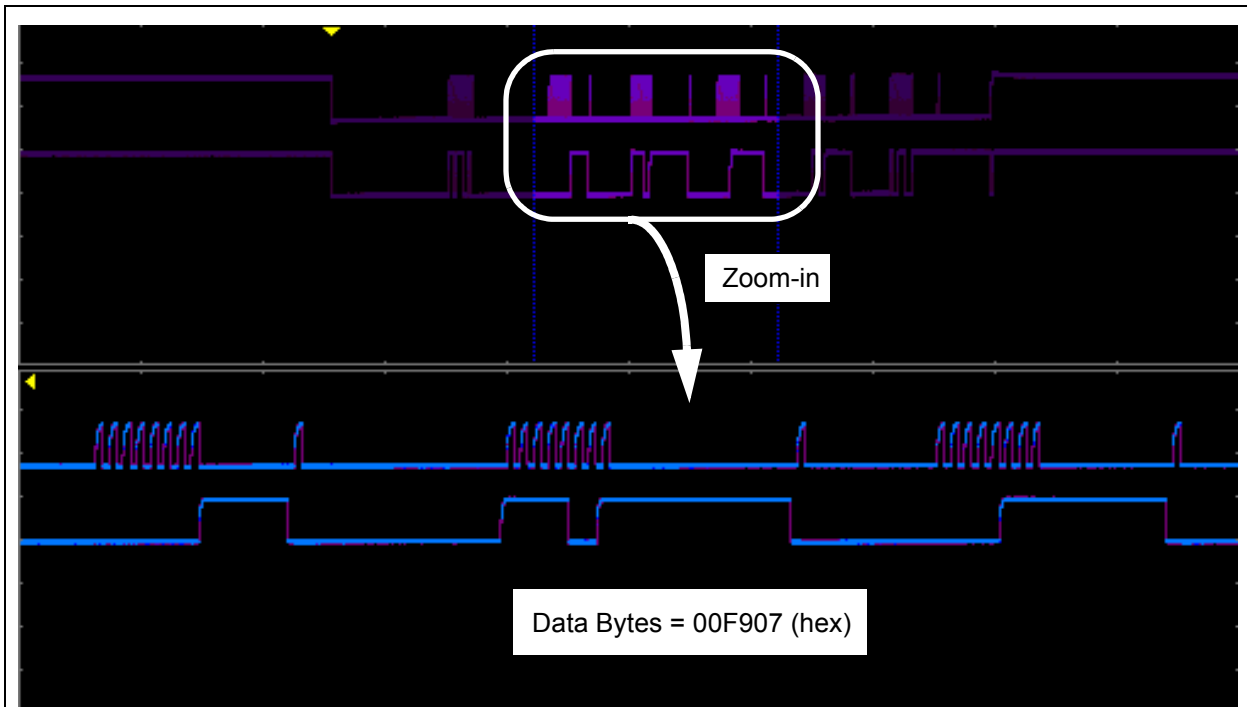 Zoom-in
Data Bytes = 00F907 (hex)